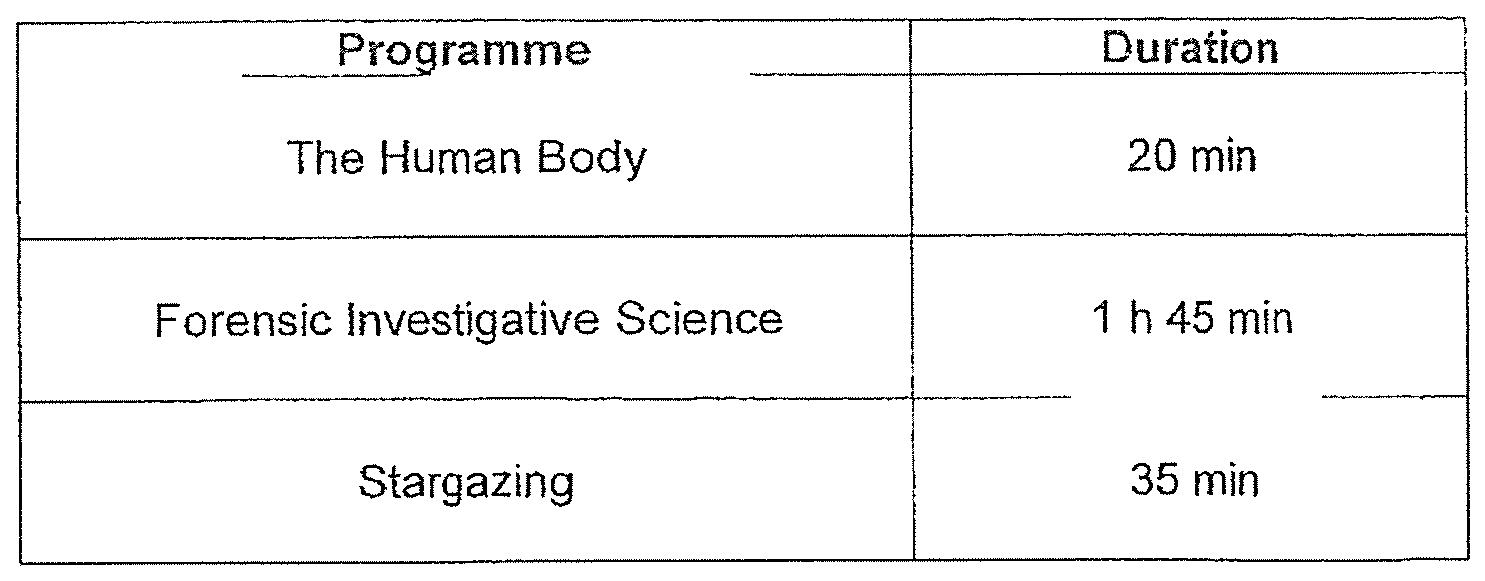 Programme Duration
The Human Body 20 min
Forensic Investigative Science 1 h 45 min
Stargazing 35 min